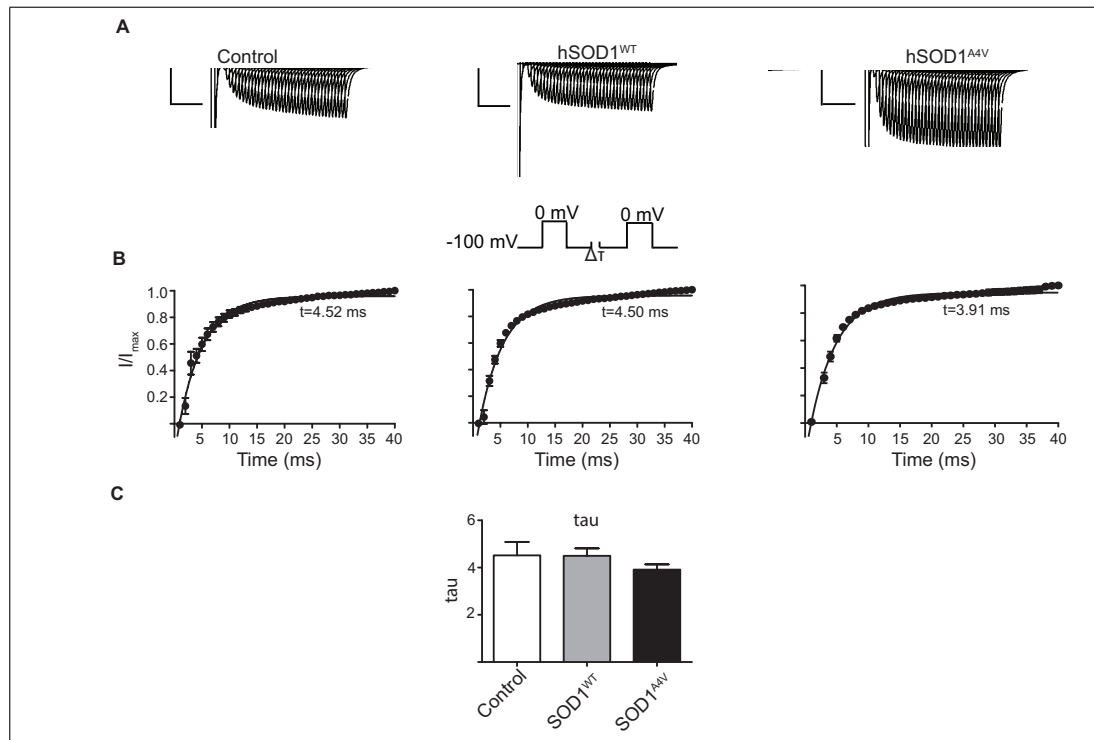 A
Control
hSOD1WT
hSOD1A4V
0 mV 0 mV
-100 mV
ΔT
B
1.0
0.8
0.6
0.4
0.2
I/Imax
t=4.52 ms
t=4.50 ms
t=3.91 ms
5 10 15 20 25 30 35 40
5 10 15 20 25 30 35 40
5 10 15 20 25 30 35 40
Time (ms)
Time (ms)
Time (ms)
C
tau
6
4
2
tau
Control
SOD1WT
SOD1A4V